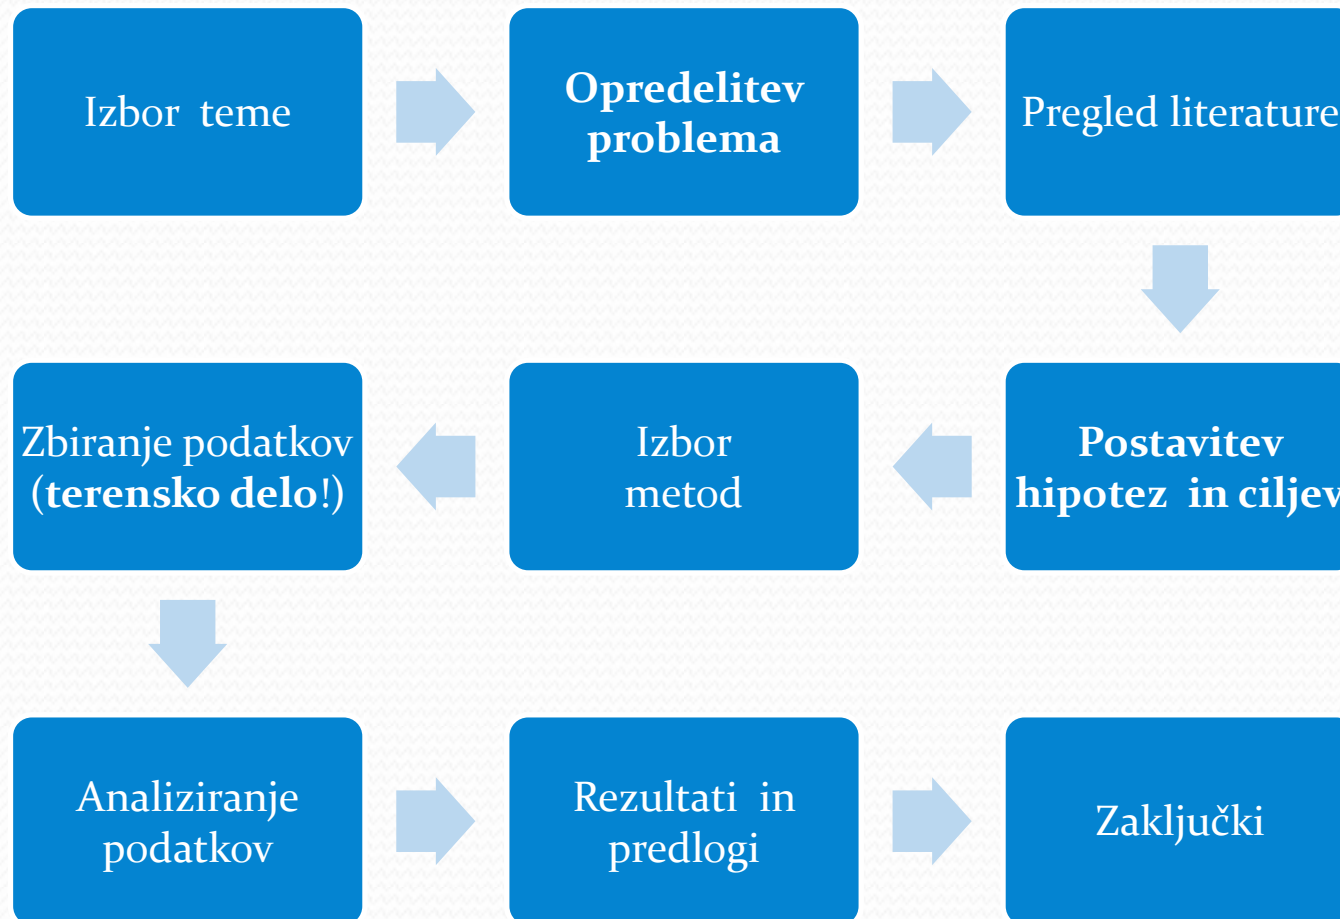 Izbor teme
Opredelitev
problema
Pregled literature
Postavitev
hipotez in ciljev
Izbor
metod
Zbiranje podatkov
(terensko delo!)
Analiziranje
podatkov
Rezultati in
predlogi
Zaključki